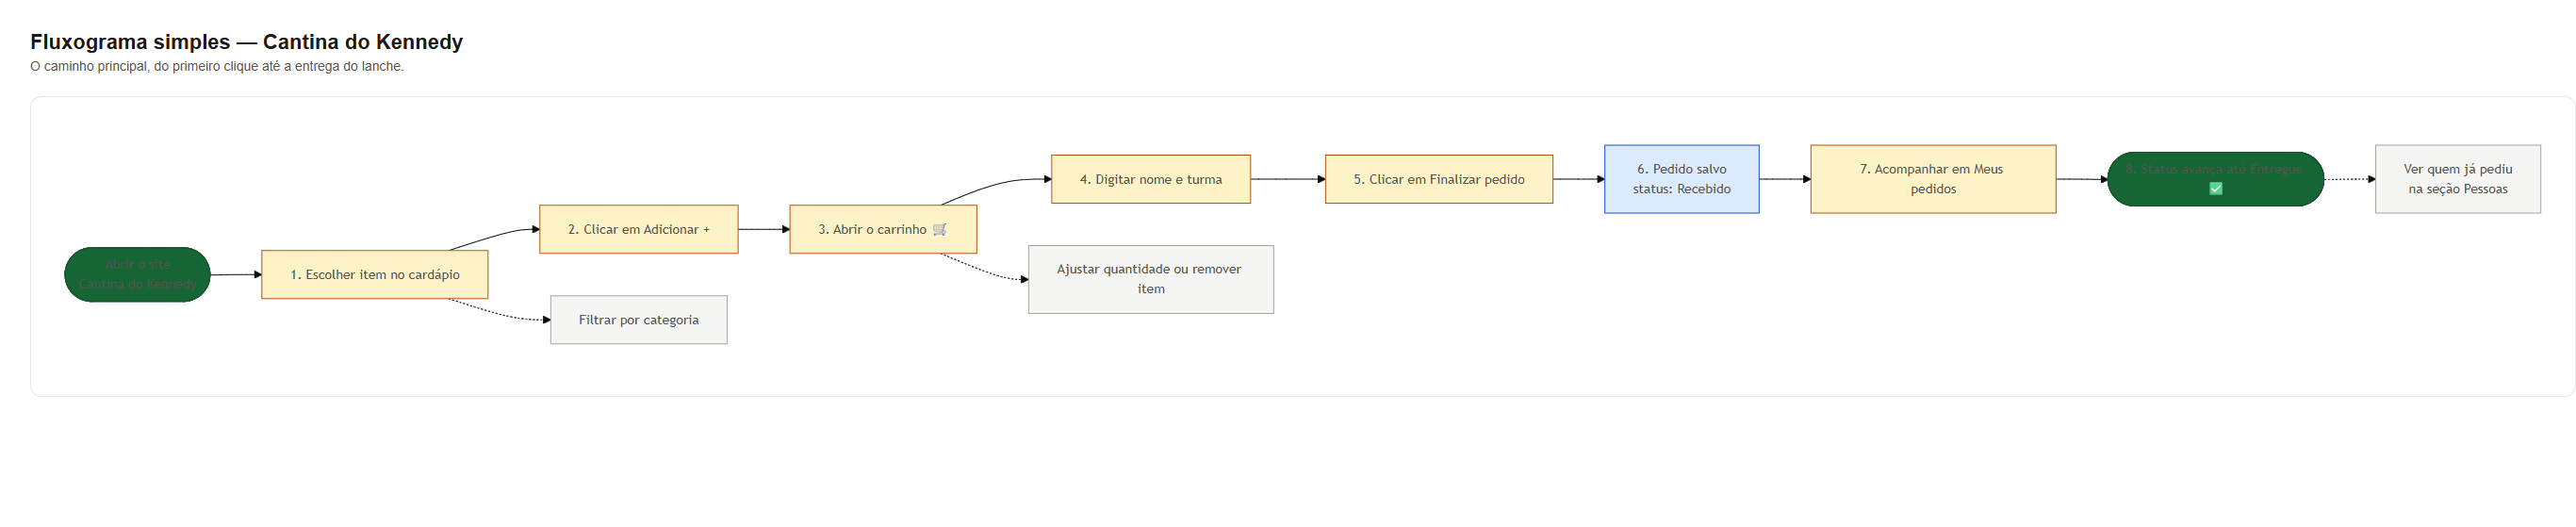 Fluxograma simples — Cantina do Kennedy
O caminho principal, do primeiro clique até a entrega do lanche.
Abrir o site
Cantina do Kennedy
1. Escolher item no cardápio
2. Clicar em Adicionar +
Filtrar por categoria
3. Abrir o carrinho 🛒
4. Digitar nome e turma
Ajustar quantidade ou remover
item
5. Clicar em Finalizar pedido
6. Pedido salvo
status: Recebido
7. Acompanhar em Meus
pedidos
8. Status avança até Entregue
✅
Ver quem já pediu
na seção Pessoas